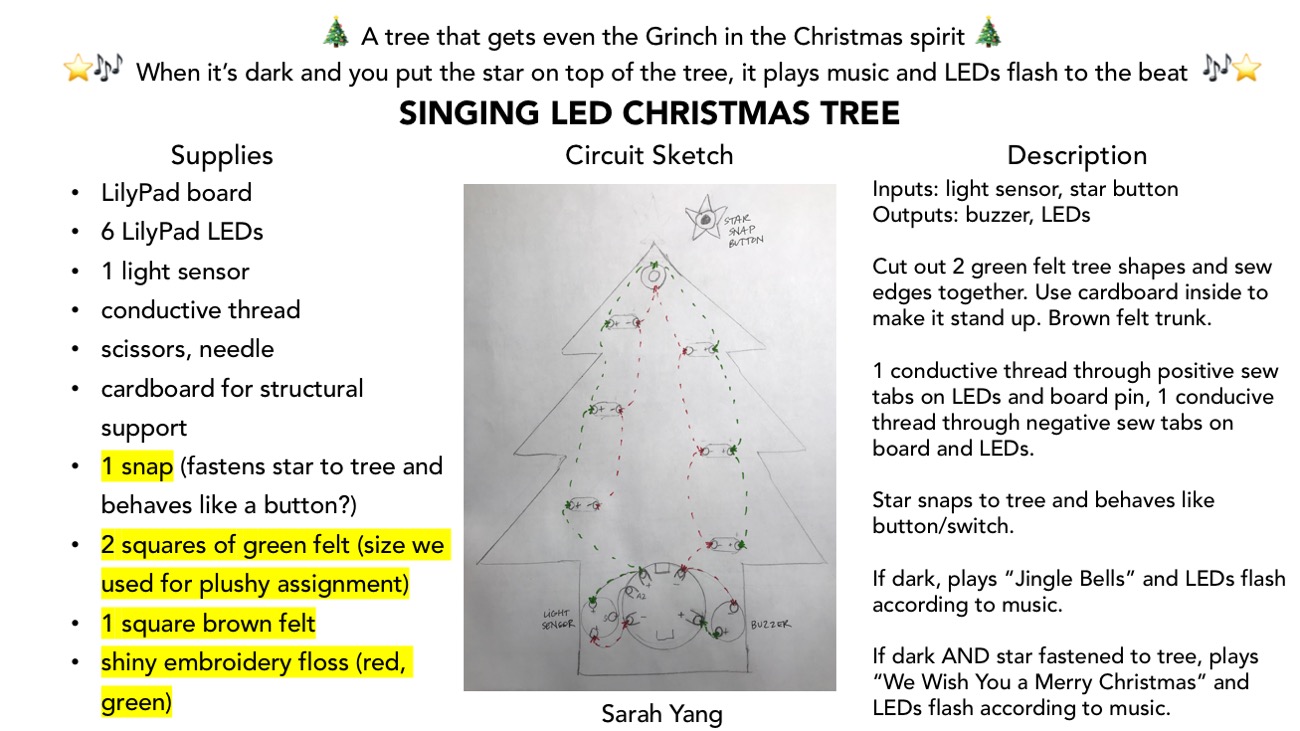 🎄 A tree that gets even the Grinch in the Christmas spirit 🎄
⭐🎶 When it’s dark and you put the star on top of the tree, it plays music and LEDs flash to the beat 🎶⭐
SINGING LED CHRISTMAS TREE
Supplies
• LilyPad board
• 6 LilyPad LEDs
• 1 light sensor
• conductive thread
• scissors, needle
• cardboard for structural
support
• 1 snap (fastens star to tree and
behaves like a button?)
• 2 squares of green felt (size we
used for plushy assignment)
• 1 square brown felt
• shiny embroidery floss (red,
green)
Circuit Sketch
STAR
SNAP
BUTTON
+ -
- +
+ -
- +
+ -
- +
+
-
A2
+
-
LIGHT
SENSOR
BUZZER
Sarah Yang
Description
Inputs: light sensor, star button
Outputs: buzzer, LEDs
Cut out 2 green felt tree shapes and sew
edges together. Use cardboard inside to
make it stand up. Brown felt trunk.
1 conductive thread through positive sew
tabs on LEDs and board pin, 1 conducive
thread through negative sew tabs on
board and LEDs.
Star snaps to tree and behaves like
button/switch.
If dark, plays “Jingle Bells” and LEDs flash
according to music.
If dark AND star fastened to tree, plays
“We Wish You a Merry Christmas” and
LEDs flash according to music.